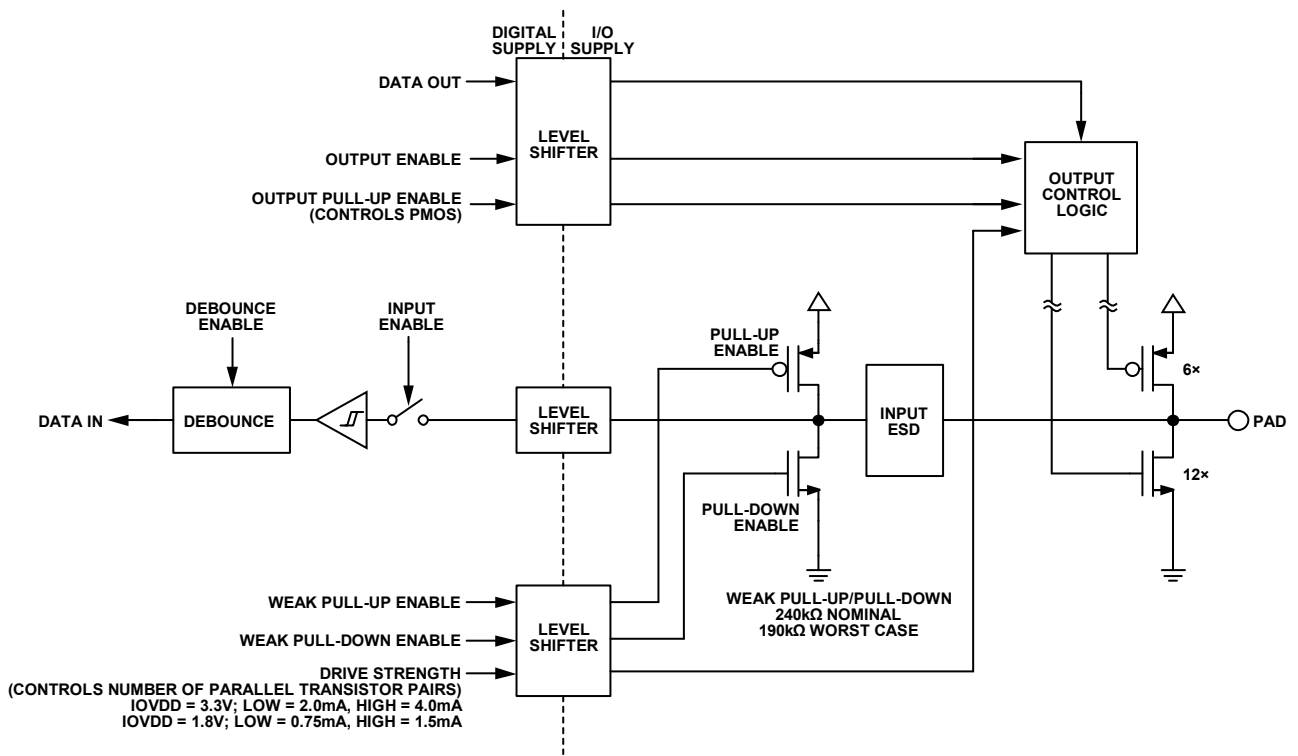 DIGITAL
SUPPLY
I/O
SUPPLY
DATA OUT
OUTPUT ENABLE
OUTPUT PULL-UP ENABLE
(CONTROLS PMOS)
LEVEL
SHIFTER
OUTPUT
CONTROL
LOGIC
DEBOUNCE
ENABLE
INPUT
ENABLE
PULL-UP
ENABLE
6×
DATA IN
DEBOUNCE
LEVEL
SHIFTER
INPUT
ESD
PAD
12×
PULL-DOWN
ENABLE
WEAK PULL-UP/PULL-DOWN
240kΩ NOMINAL
190kΩ WORST CASE
WEAK PULL-UP ENABLE
WEAK PULL-DOWN ENABLE
LEVEL
SHIFTER
DRIVE STRENGTH
(CONTROLS NUMBER OF PARALLEL TRANSISTOR PAIRS)
IOVDD = 3.3V; LOW = 2.0mA, HIGH = 4.0mA
IOVDD = 1.8V; LOW = 0.75mA, HIGH = 1.5mA